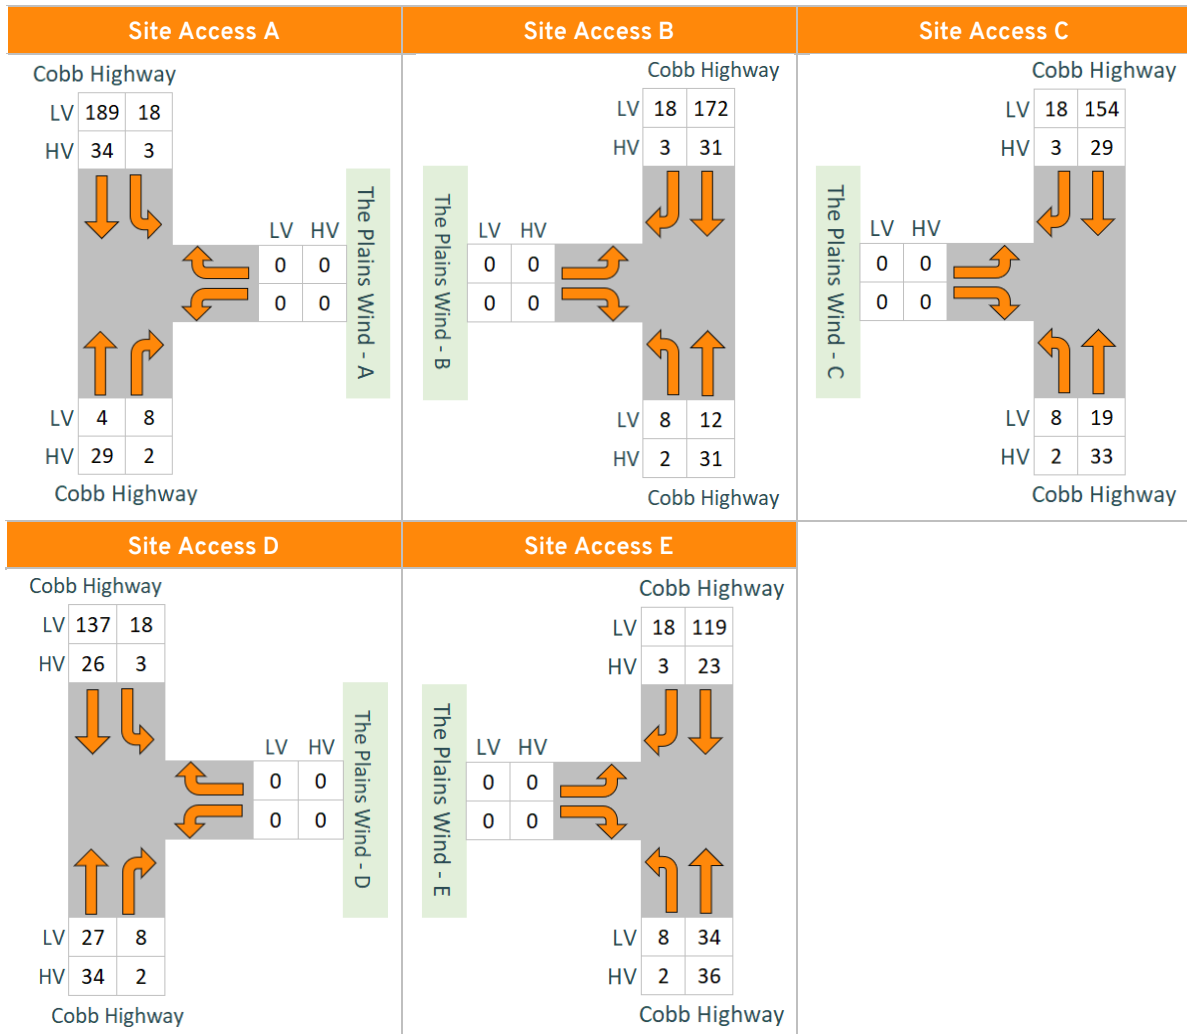 Site Access A
Cobb Highway
LV 189 18
HV 34 3
LV HV
0 0
0 0
The Plains Wind - A
LV 4 8
HV 29 2
Cobb Highway
Site Access B
Cobb Highway
LV 18 172
HV 3 31
The Plains Wind - B
LV HV
0 0
0 0
LV 8 12
HV 2 31
Cobb Highway
Site Access C
Cobb Highway
LV 18 154
HV 3 29
The Plains Wind - C
LV HV
0 0
0 0
LV 8 19
HV 2 33
Cobb Highway
Site Access D
Cobb Highway
LV 137 18
HV 26 3
LV HV
0 0
0 0
The Plains Wind - D
LV 27 8
HV 34 2
Cobb Highway
Site Access E
Cobb Highway
LV 18 119
HV 3 23
The Plains Wind - E
LV HV
0 0
0 0
LV 8 34
HV 2 36
Cobb Highway